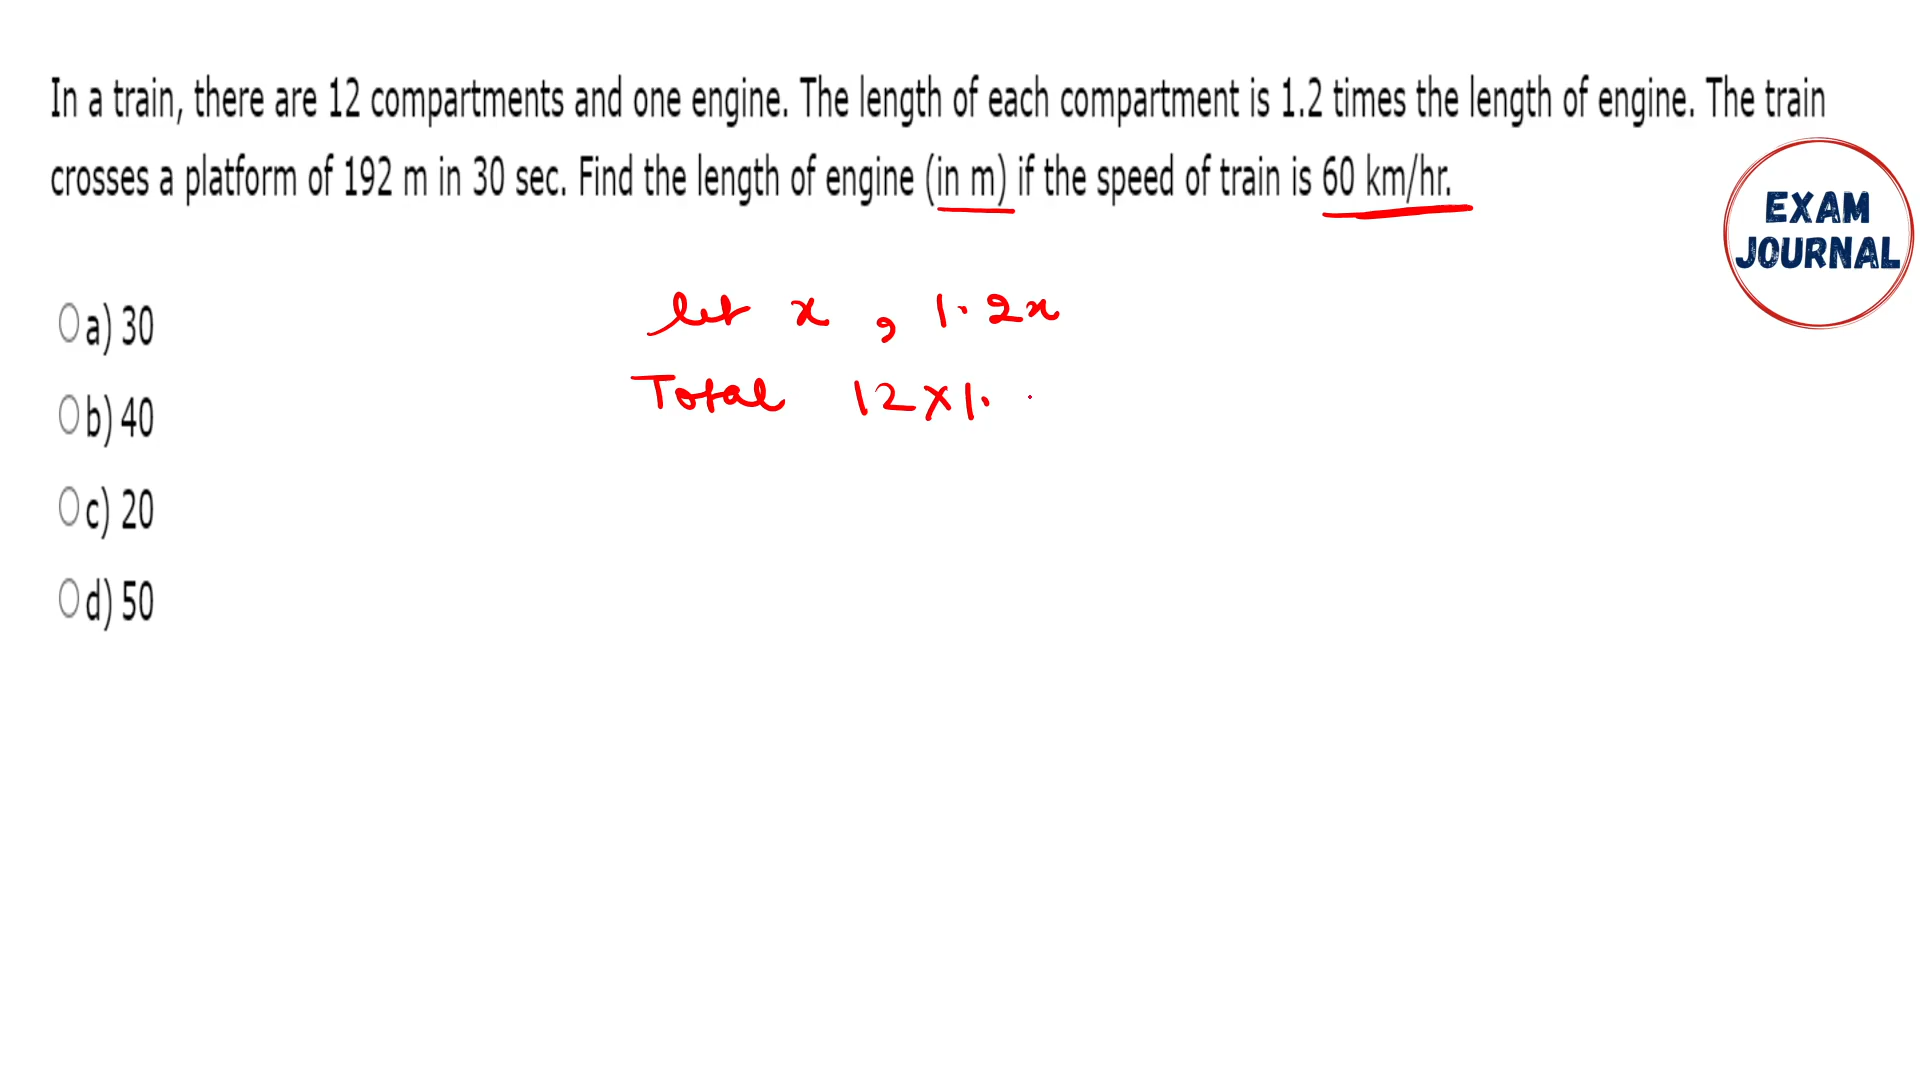 In a train, there are 12 compartments and one engine. The length of each compartment is 1.2 times the length of engine. The train
crosses a platform of 192 m in 30 sec. Find the length of engine (in m) if the speed of train is 60 km/hr.
EXAM
JOURNAL
let x , 1.2x
a) 30
Total 12×1.
b) 40
c) 20
d) 50